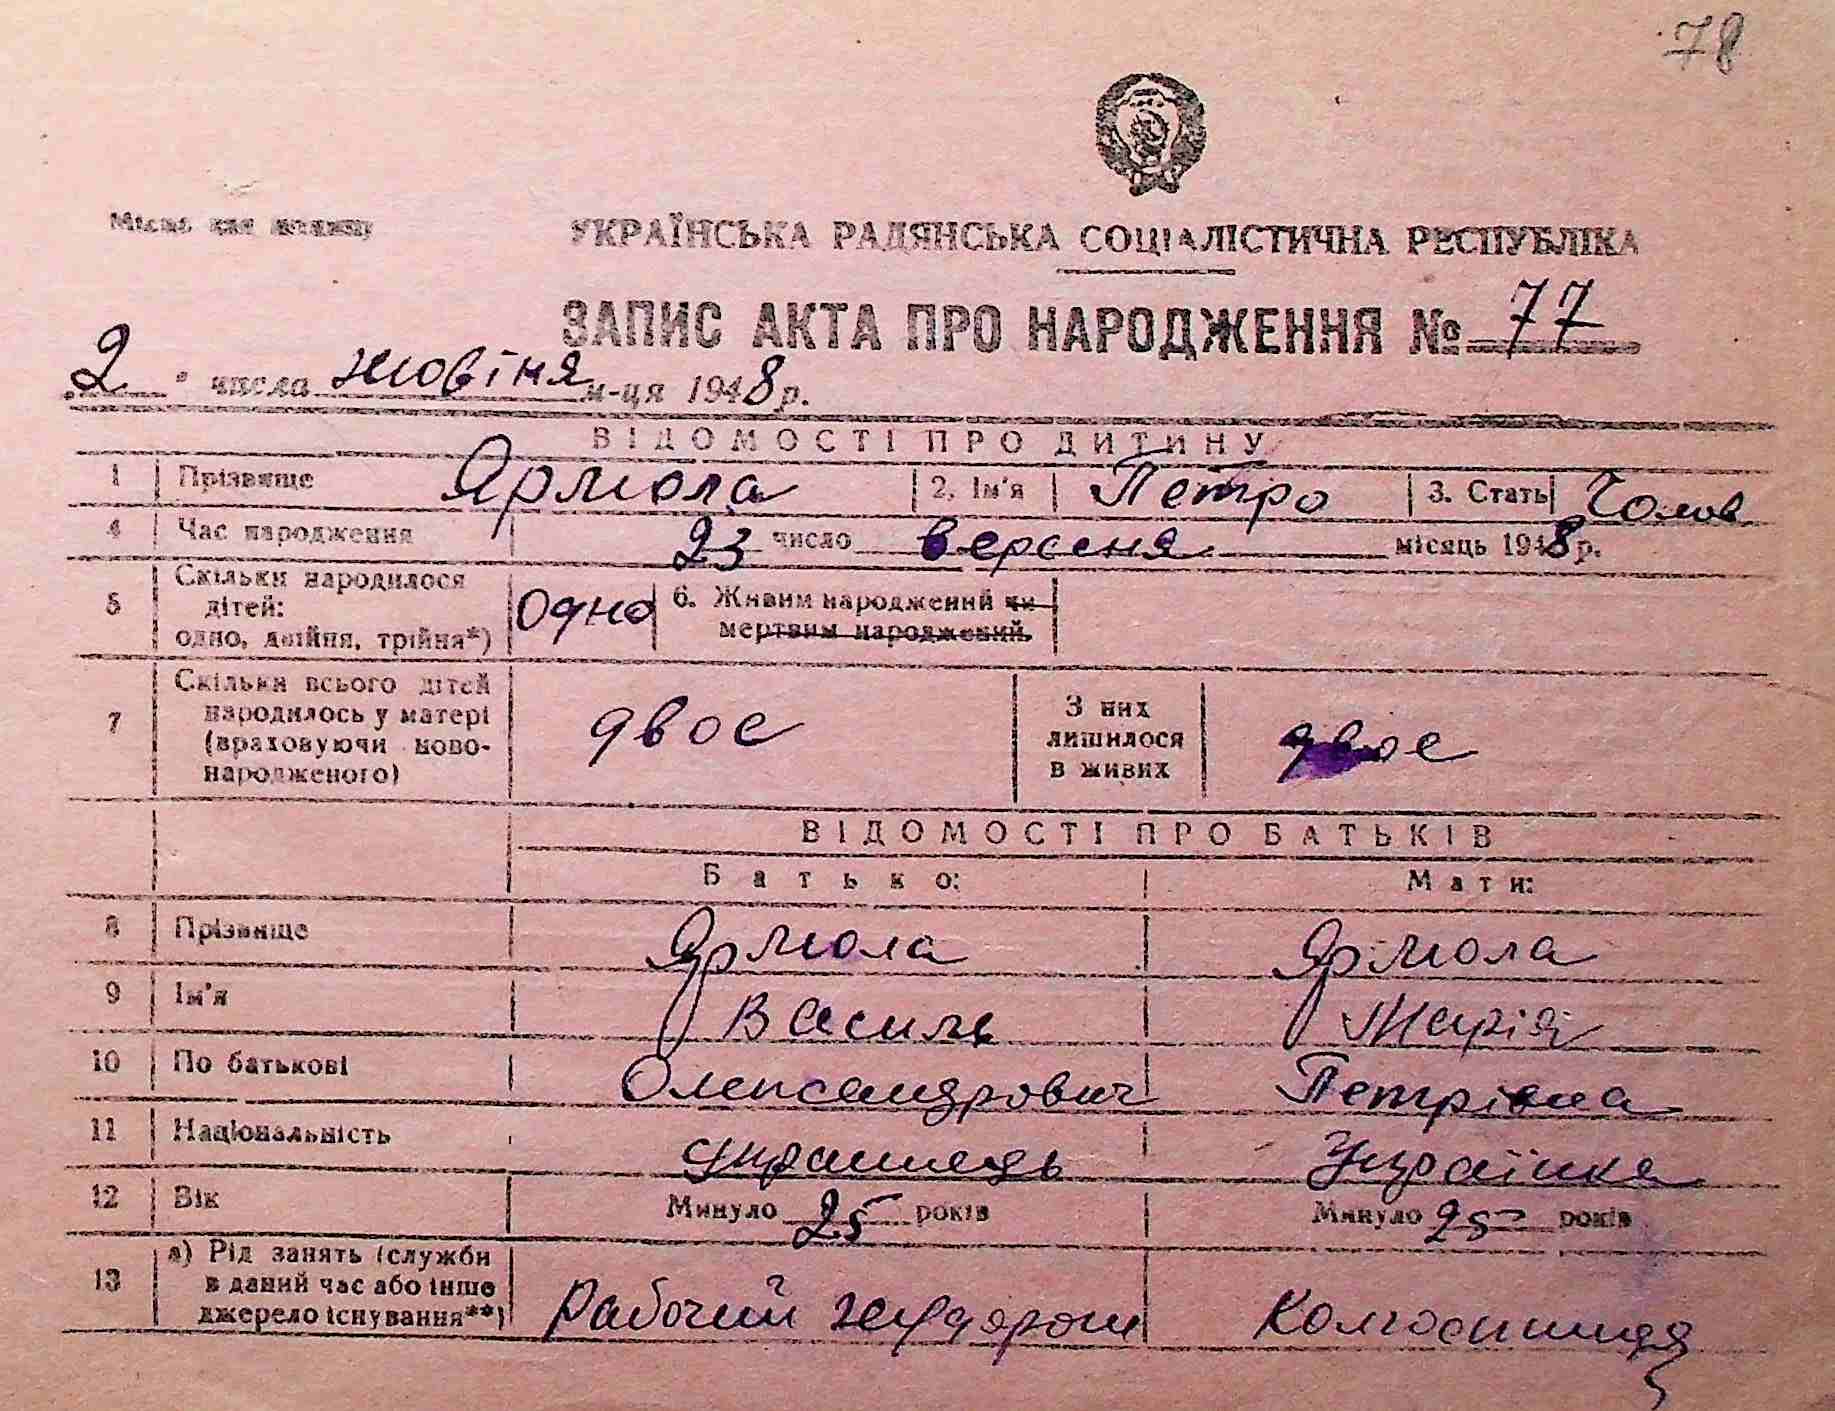 78
Місце для штампу
УКРАЇНСЬКА РАДЯНСЬКА СОЦІАЛІСТИЧНА РЕСПУБЛІКА
ЗАПИС АКТА ПРО НАРОДЖЕННЯ № 77
„2" числа жовтня м-ця 1948 р.
ВІДОМОСТІ ПРО ДИТИНУ
1 Прізвище Ярмола 2. Ім'я Петро 3. Стать Чолов
4 Час народження 23 число вересня місяць 1948 р.
5 Скільки народилося
дітей:
одно, двійня, трійня*) Одно 6. Живим народжений чи
мертвим народжений.
7 Скільки всього дітей
народилось у матері
(враховуючи ново-
народженого) двоє З них
лишилося
в живих двоє
ВІДОМОСТІ ПРО БАТЬКІВ
Батько: Мати:
8 Прізвище Ярмола Ярмола
9 Ім'я Василь Марія
10 По батькові Олександрович Петрівна
11 Національність українець Українка
12 Вік Минуло 25 років Минуло 25 років
13 а) Рід занять (служби
в даний час або інше
джерело існування**) Рабочий Колгоспниця